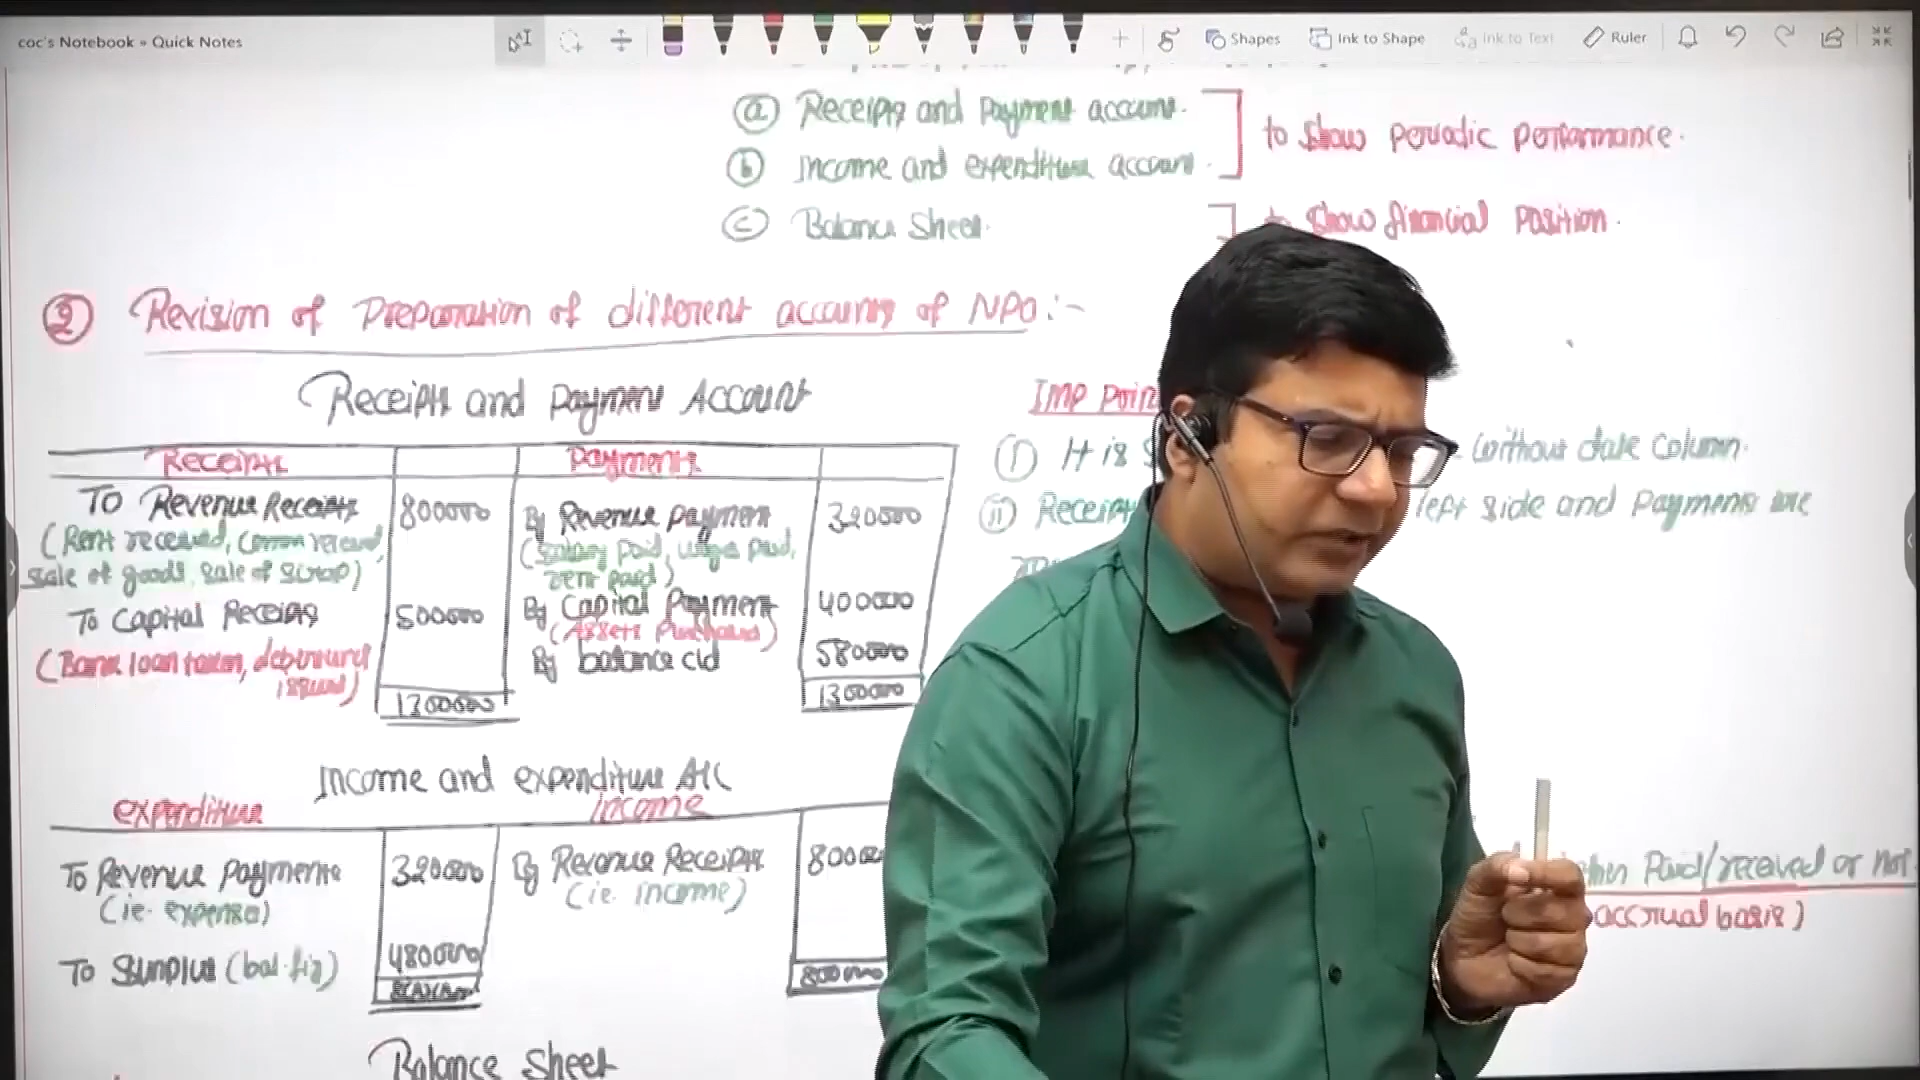 coc's Notebook » Quick Notes
Shapes
Ink to Shape
Ink to Text
Ruler
(a) Receipts and payment account.
to show periodic performance.
(b) Income and expenditure account.
(c) Balance Sheet.
to show financial position.
(2) Revision of Preparation of different accounts of NPO:-
Receipts and Payment Account
Receipts Payments
To Revenue Receipts 800000 By Revenue payment 320000
(Rent received, comm received, (salary paid, wages paid,
sale of goods, sale of scrap) rent paid)
To Capital Receipts 500000 By Capital Payment 400000
(Assets Purchased)
(Bank loan taken, debentures By balance c/d 580000
issued)
1300000 1300000
Imp Poin
(i) It is without date column.
(ii) Receipts left side and Payments are
Income and expenditure A/C
expenditure income
To Revenue Payments 320000 By Revenue Receipts 80000
(ie. expense) (ie. income)
To Surplus (bal. fig) 480000
800000 800000
Paid/received or not
accrual basis)
Balance Sheet